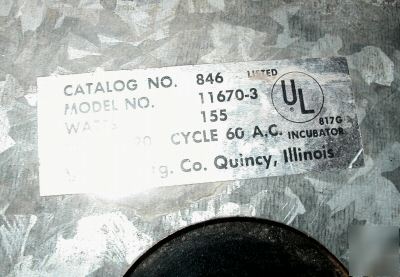 CATALOG NO. 846 LISTED
MODEL NO. 11670-3 UL
WATTS 155 817G
20 CYCLE 60 A.C. INCUBATOR
Mfg. Co. Quincy, Illinois